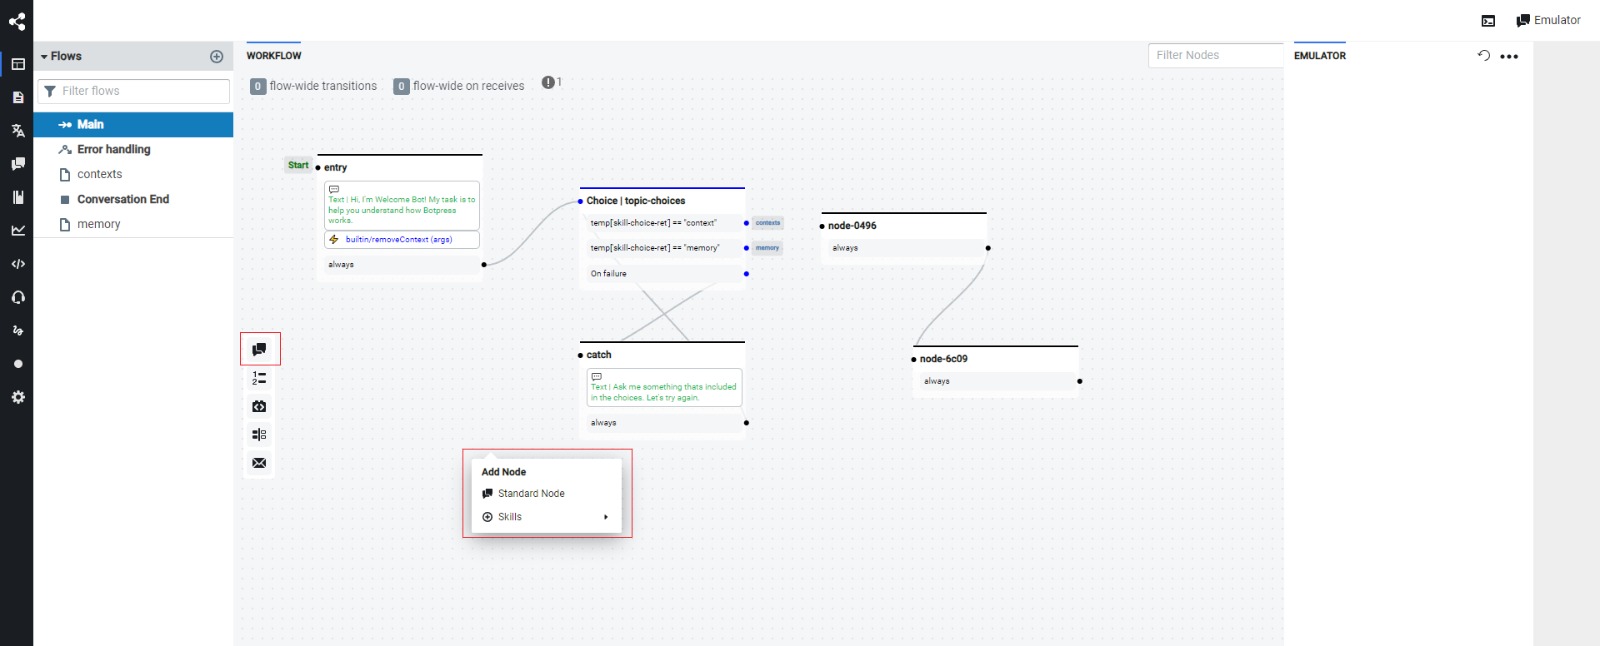 Emulator
Flows
Filter flows
Main
Error handling
contexts
Conversation End
memory
WORKFLOW
Filter Nodes
0 flow-wide transitions
0 flow-wide on receives
1
Start
entry
Text | Hi, I'm Welcome Bot! My task is to
help you understand how Botpress
works.
builtin/removeContext (args)
always
Choice | topic-choices
temp[skill-choice-ret] == "context"
contexts
temp[skill-choice-ret] == "memory"
memory
On failure
node-0496
always
catch
Text | Ask me something thats included
in the choices. Let's try again.
always
node-6c09
always
1
2
Add Node
Standard Node
Skills
EMULATOR